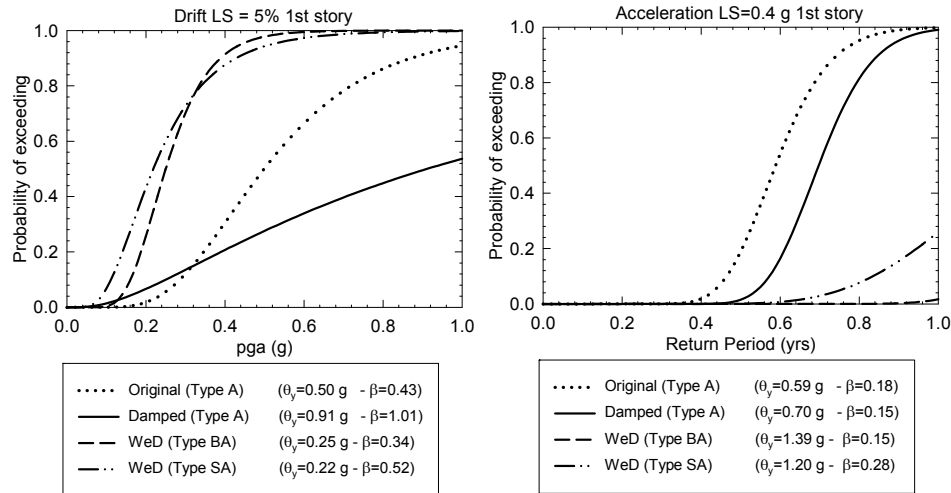 Drift LS = 5% 1st story
Probability of exceeding
1.0
0.8
0.6
0.4
0.2
0.0
0.0 0.2 0.4 0.6 0.8 1.0
pga (g)
Original (Type A) (θy=0.50 g - β=0.43)
Damped (Type A) (θy=0.91 g - β=1.01)
WeD (Type BA) (θy=0.25 g - β=0.34)
WeD (Type SA) (θy=0.22 g - β=0.52)
Acceleration LS=0.4 g 1st story
Probability of exceeding
1.0
0.8
0.6
0.4
0.2
0.0
0.0 0.2 0.4 0.6 0.8 1.0
Return Period (yrs)
Original (Type A) (θy=0.59 g - β=0.18)
Damped (Type A) (θy=0.70 g - β=0.15)
WeD (Type BA) (θy=1.39 g - β=0.15)
WeD (Type SA) (θy=1.20 g - β=0.28)